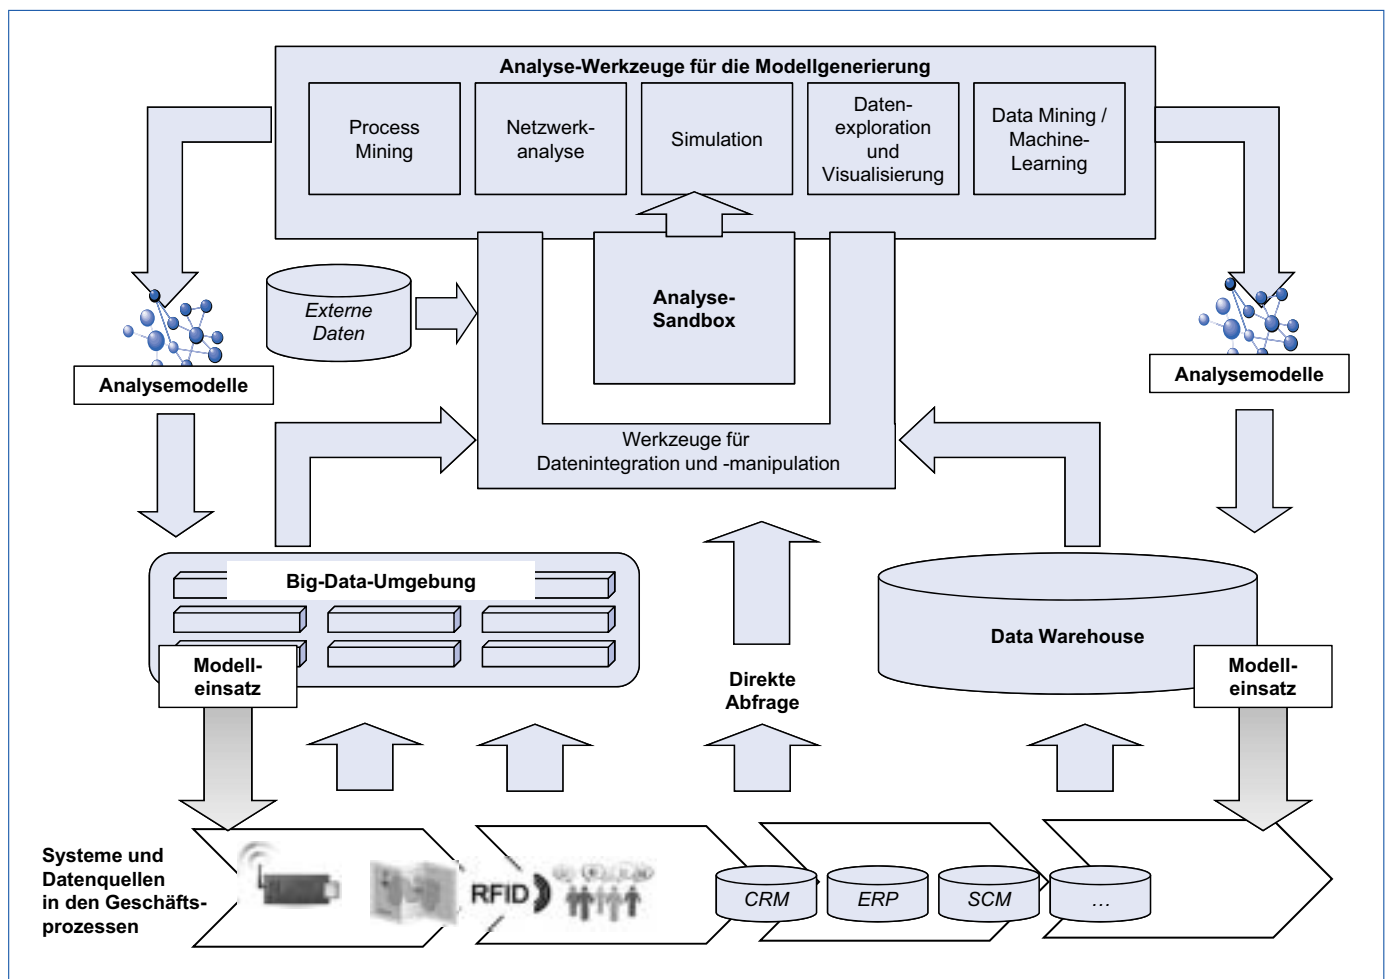 Analyse-Werkzeuge für die Modellgenerierung
Process
Mining
Netzwerk-
analyse
Simulation
Daten-
exploration
und
Visualisierung
Data Mining /
Machine-
Learning
Externe
Daten
Analyse-
Sandbox
Analysemodelle
Analysemodelle
Werkzeuge für
Datenintegration und -manipulation
Big-Data-Umgebung
Data Warehouse
Modell-
einsatz
Direkte
Abfrage
Modell-
einsatz
Systeme und
Datenquellen
in den Geschäfts-
prozessen
RFID
CRM
ERP
SCM
...